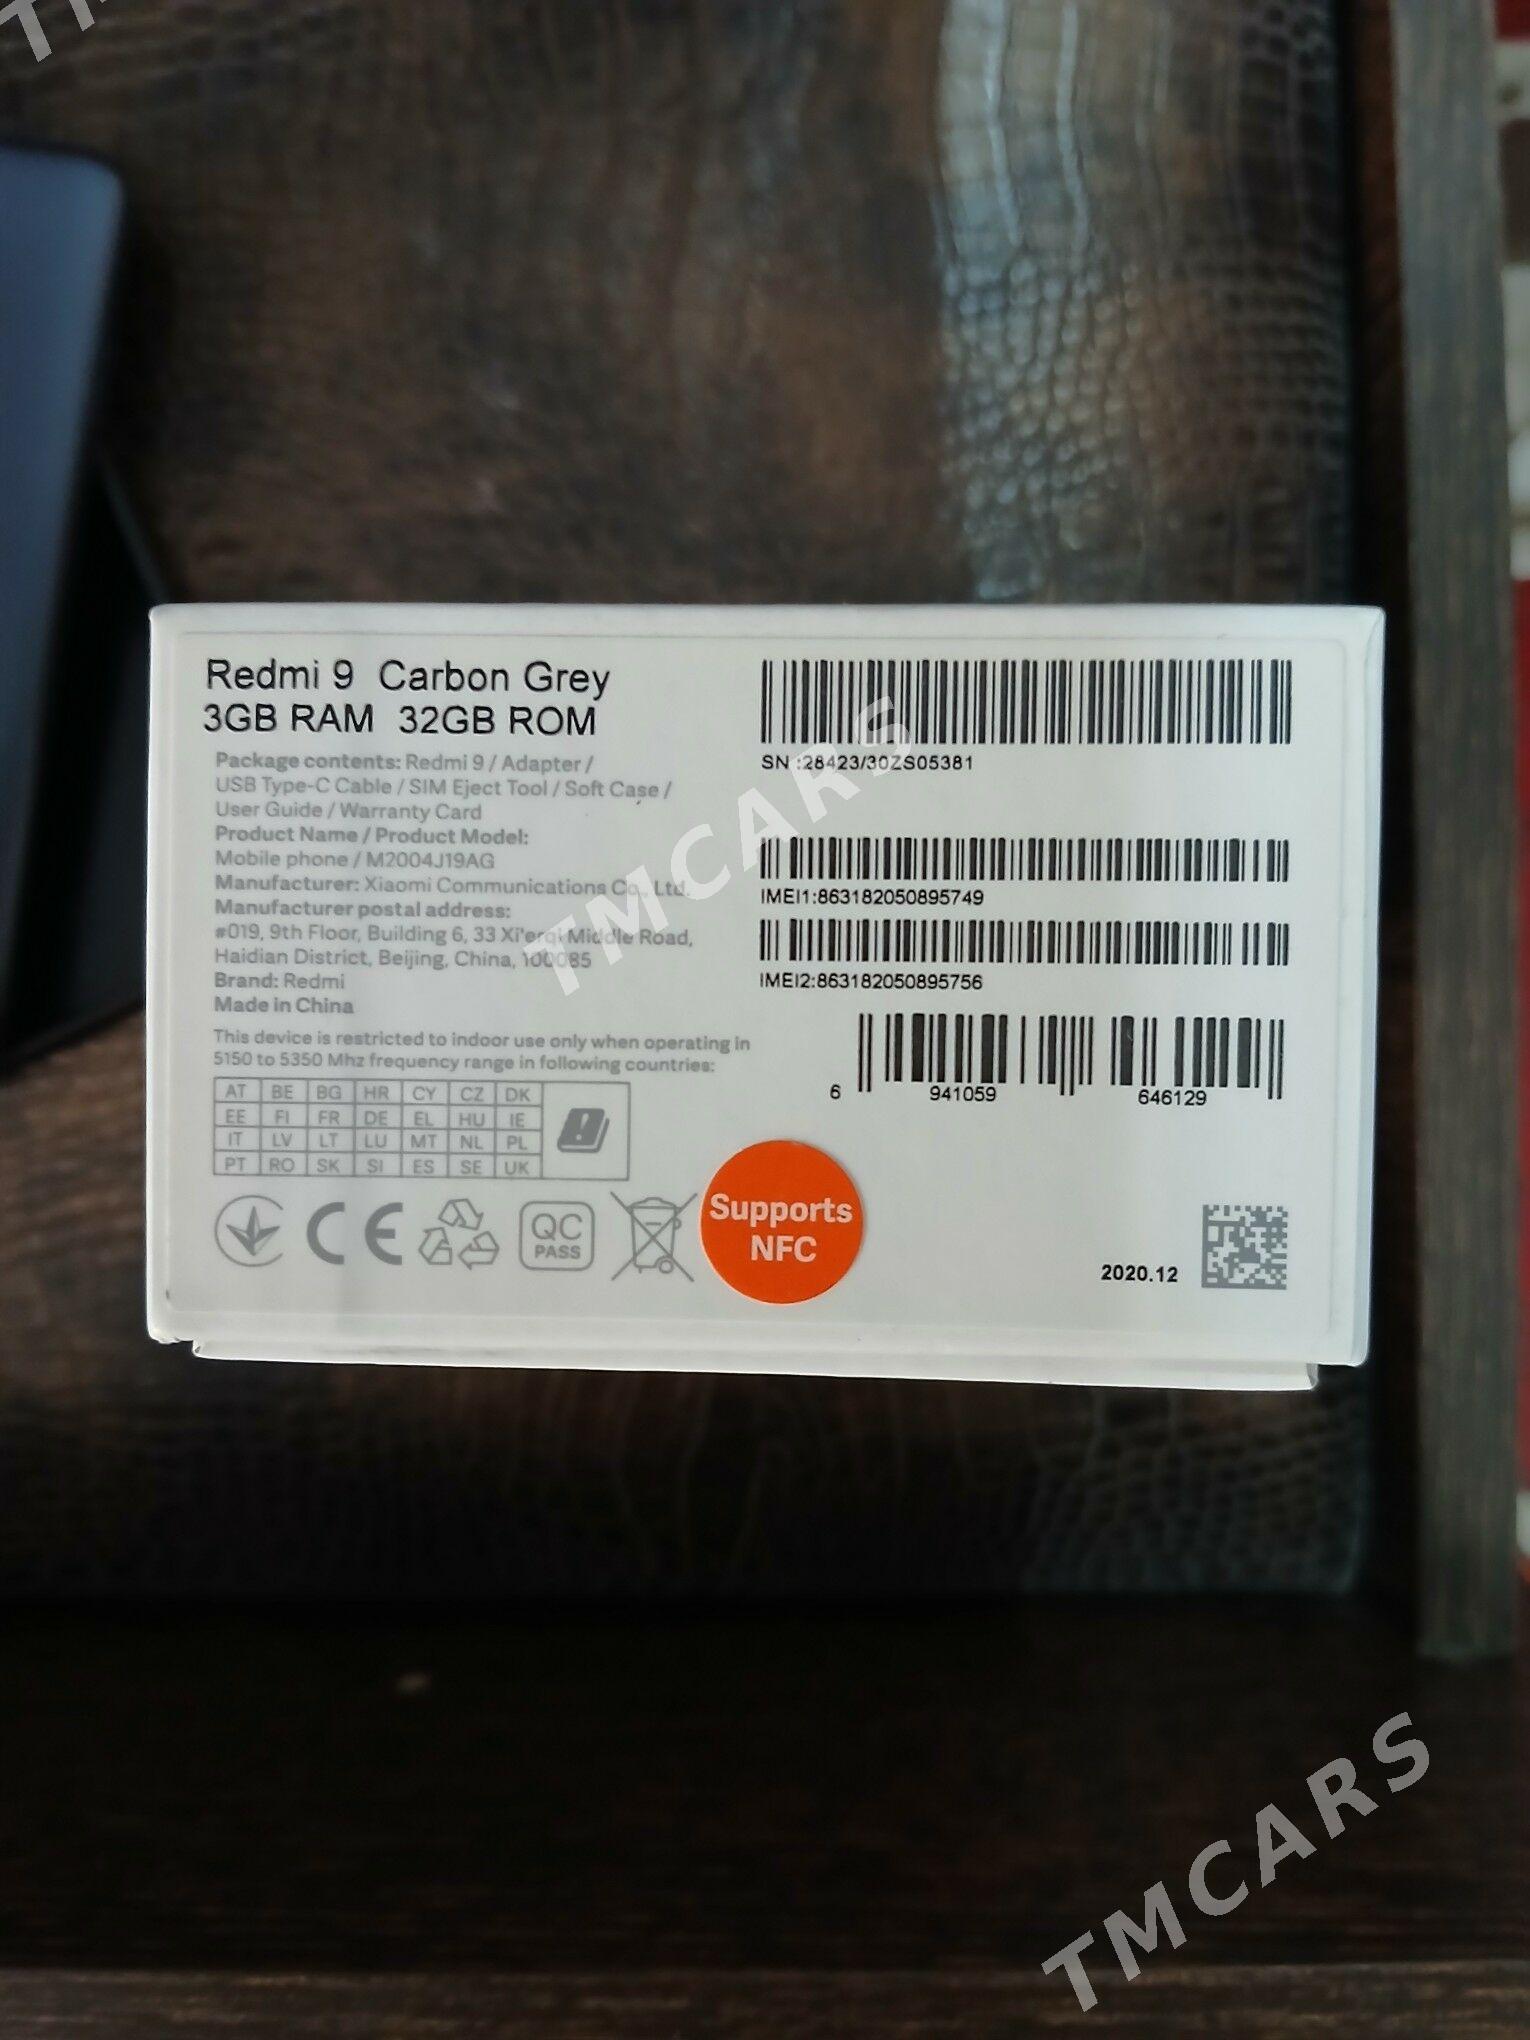 Redmi 9 Carbon Grey
3GB RAM 32GB ROM
Package contents: Redmi 9 / Adapter /
USB Type-C Cable / SIM Eject Tool / Soft Case /
User Guide / Warranty Card
Product Name / Product Model:
Mobile phone / M2004J19AG
Manufacturer: Xiaomi Communications Co., Ltd.
Manufacturer postal address:
#019, 9th Floor, Building 6, 33 Xi'erqi Middle Road,
Haidian District, Beijing, China, 100085
Brand: Redmi
Made in China
This device is restricted to indoor use only when operating in
5150 to 5350 Mhz frequency range in following countries:
AT BE BG HR CY CZ DK
EE FI FR DE EL HU IE
IT LV LT LU MT NL PL
PT RO SK SI ES SE UK
CE
QC
PASS
Supports
NFC
SN :28423/30ZS05381
IMEI1:863182050895749
IMEI2:863182050895756
6 941059 646129
2020.12
TMCARS
TMCARS